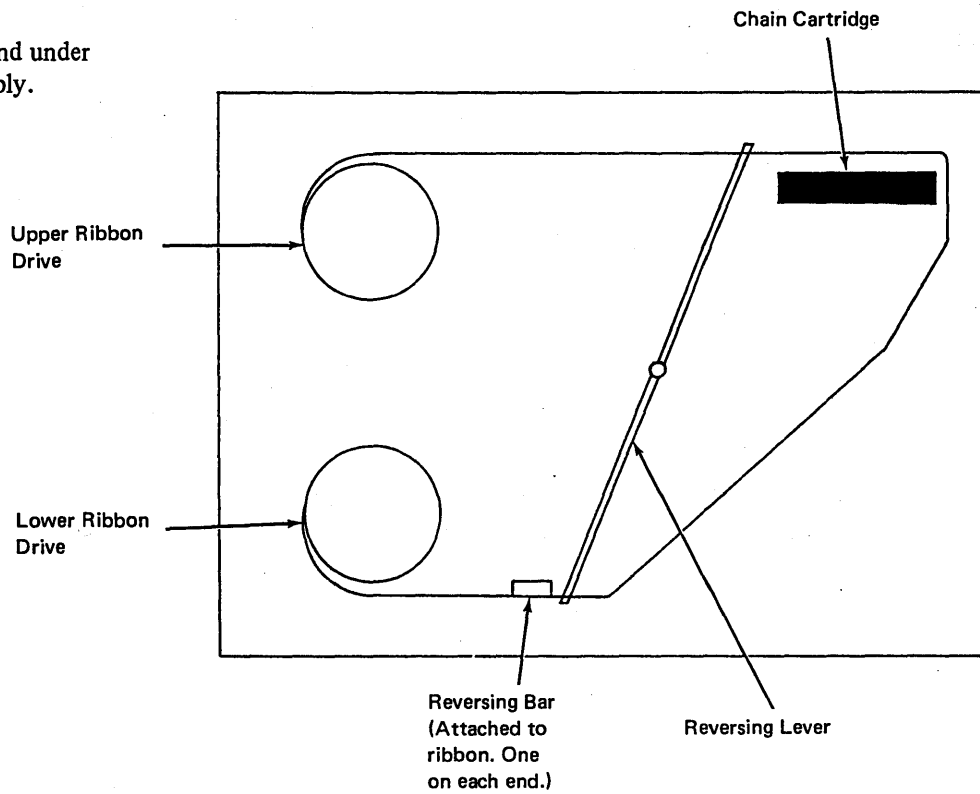 Chain Cartridge
nd under
Upper Ribbon
Drive
Lower Ribbon
Drive
Reversing Bar
(Attached to
ribbon. One
on each end.)
Reversing Lever